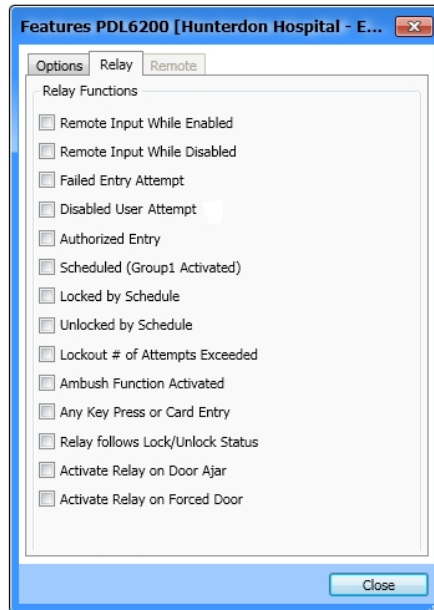 Features PDL6200 [Hunterdon Hospital - E...
Options Relay Remote
Relay Functions
Remote Input While Enabled
Remote Input While Disabled
Failed Entry Attempt
Disabled User Attempt
Authorized Entry
Scheduled (Group1 Activated)
Locked by Schedule
Unlocked by Schedule
Lockout # of Attempts Exceeded
Ambush Function Activated
Any Key Press or Card Entry
Relay follows Lock/Unlock Status
Activate Relay on Door Ajar
Activate Relay on Forced Door
Close